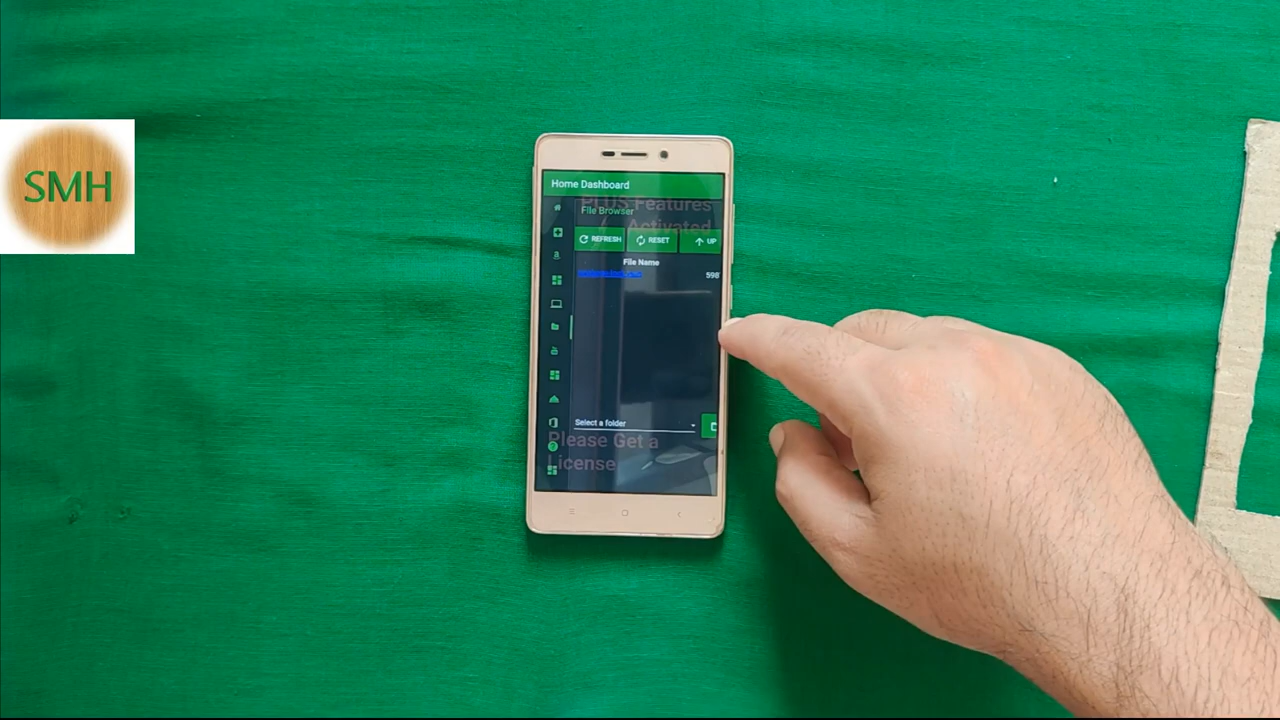 SMH
Home Dashboard
PLUS Features
Activated
File Browser
REFRESH RESET UP
File Name
598
Select a folder
Please Get a
License